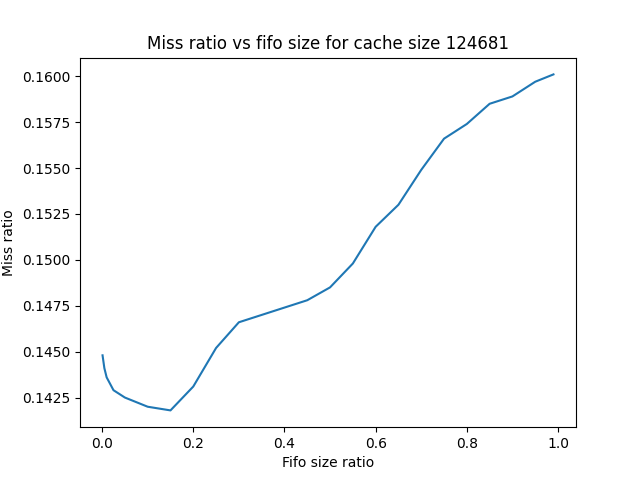 Miss ratio vs fifo size for cache size 124681
0.1600
0.1575
0.1550
0.1525
0.1500
0.1475
0.1450
0.1425
Miss ratio
0.0 0.2 0.4 0.6 0.8 1.0
Fifo size ratio